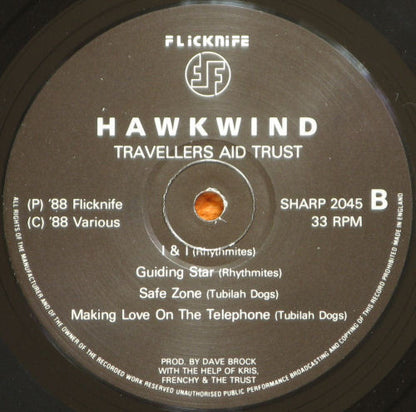 FLICKNIFE
HAWKWIND
TRAVELLERS AID TRUST
(P) '88 Flicknife
(C) '88 Various
SHARP 2045 B
33 RPM
I & I (Rhythmites)
Guiding Star (Rhythmites)
Safe Zone (Tubilah Dogs)
Making Love On The Telephone (Tubilah Dogs)
PROD. BY DAVE BROCK
WITH THE HELP OF KRIS,
FRENCHY & THE TRUST
ALL RIGHTS OF THE MANUFACTURER AND OF THE OWNER OF THE RECORDED WORK RESERVED UNAUTHORISED PUBLIC PERFORMANCE BROADCASTING AND COPYING OF THIS RECORD PROHIBITED MADE IN ENGLAND